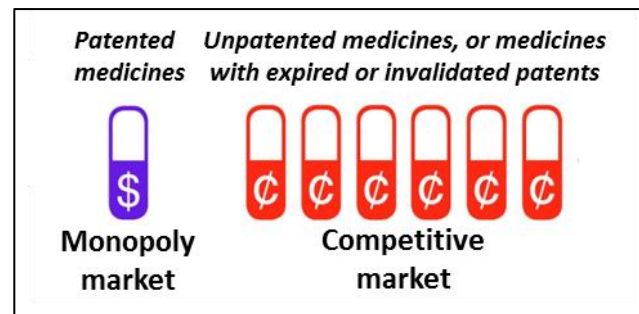 Patented
medicines
Unpatented medicines, or medicines
with expired or invalidated patents
$
¢ ¢ ¢ ¢ ¢ ¢
Monopoly
market
Competitive
market